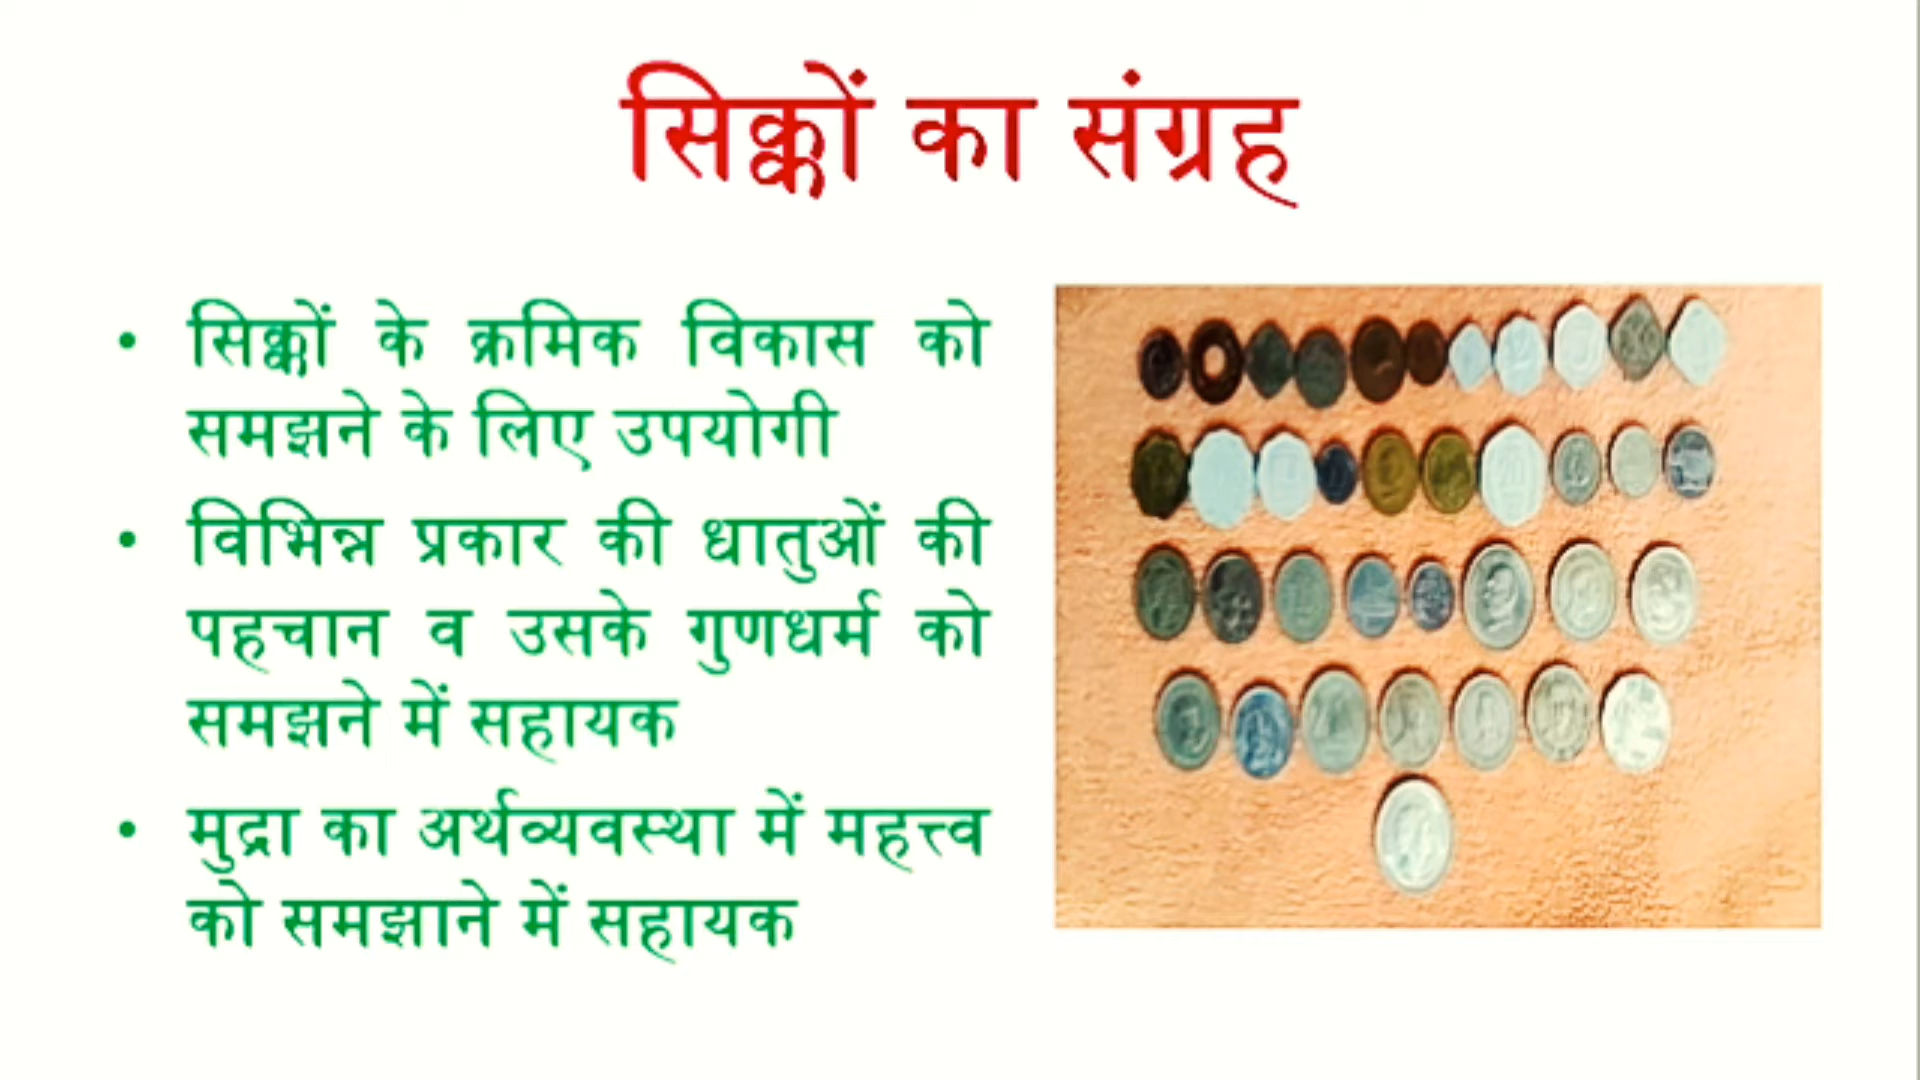 सिक्कों का संग्रह
• सिक्कों के क्रमिक विकास को
समझने के लिए उपयोगी
• विभिन्न प्रकार की धातुओं की
पहचान व उसके गुणधर्म को
समझने में सहायक
• मुद्रा का अर्थव्यवस्था में महत्त्व
को समझाने में सहायक